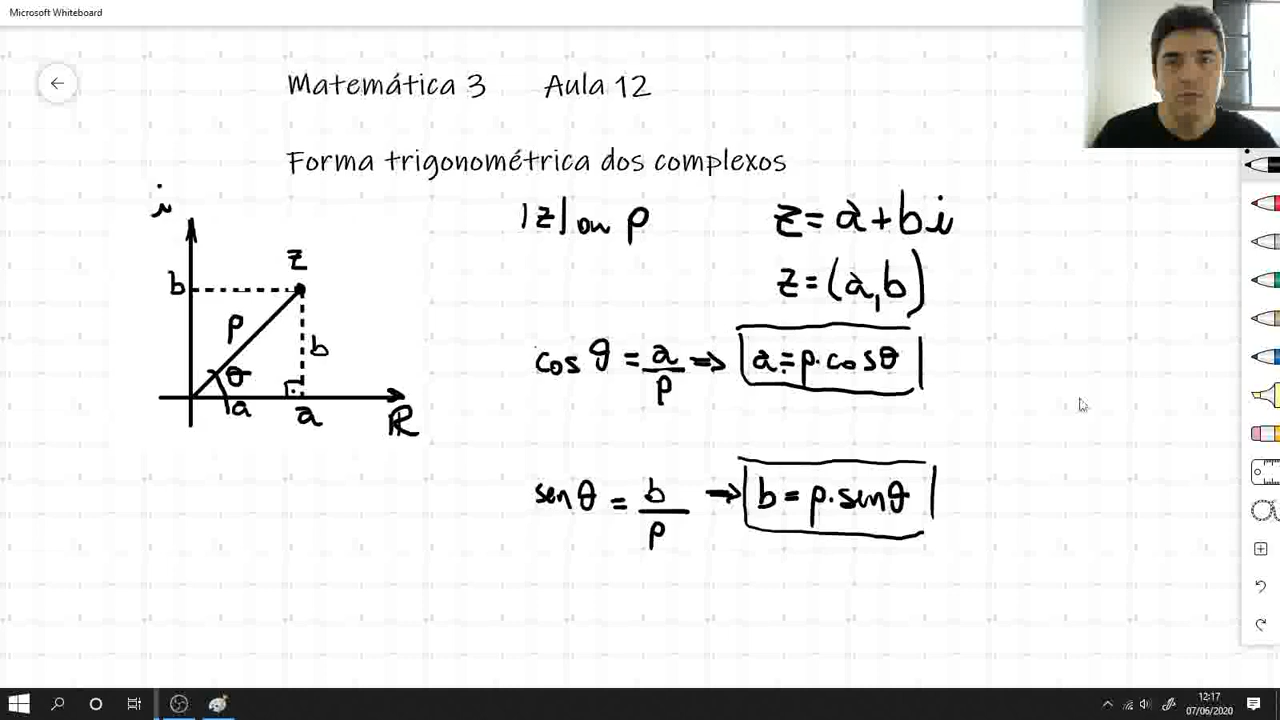 Microsoft Whiteboard
Matemática 3 Aula 12
Forma trigonométrica dos complexos
i
|z| ou ρ z = a + bi
z
b
z = (a, b)
ρ
b
cos θ = a/ρ ⇒ a = ρ · cos θ
θ
a
a
ℝ
sen θ = b/ρ → b = ρ · sen θ
12:17
07/06/2020